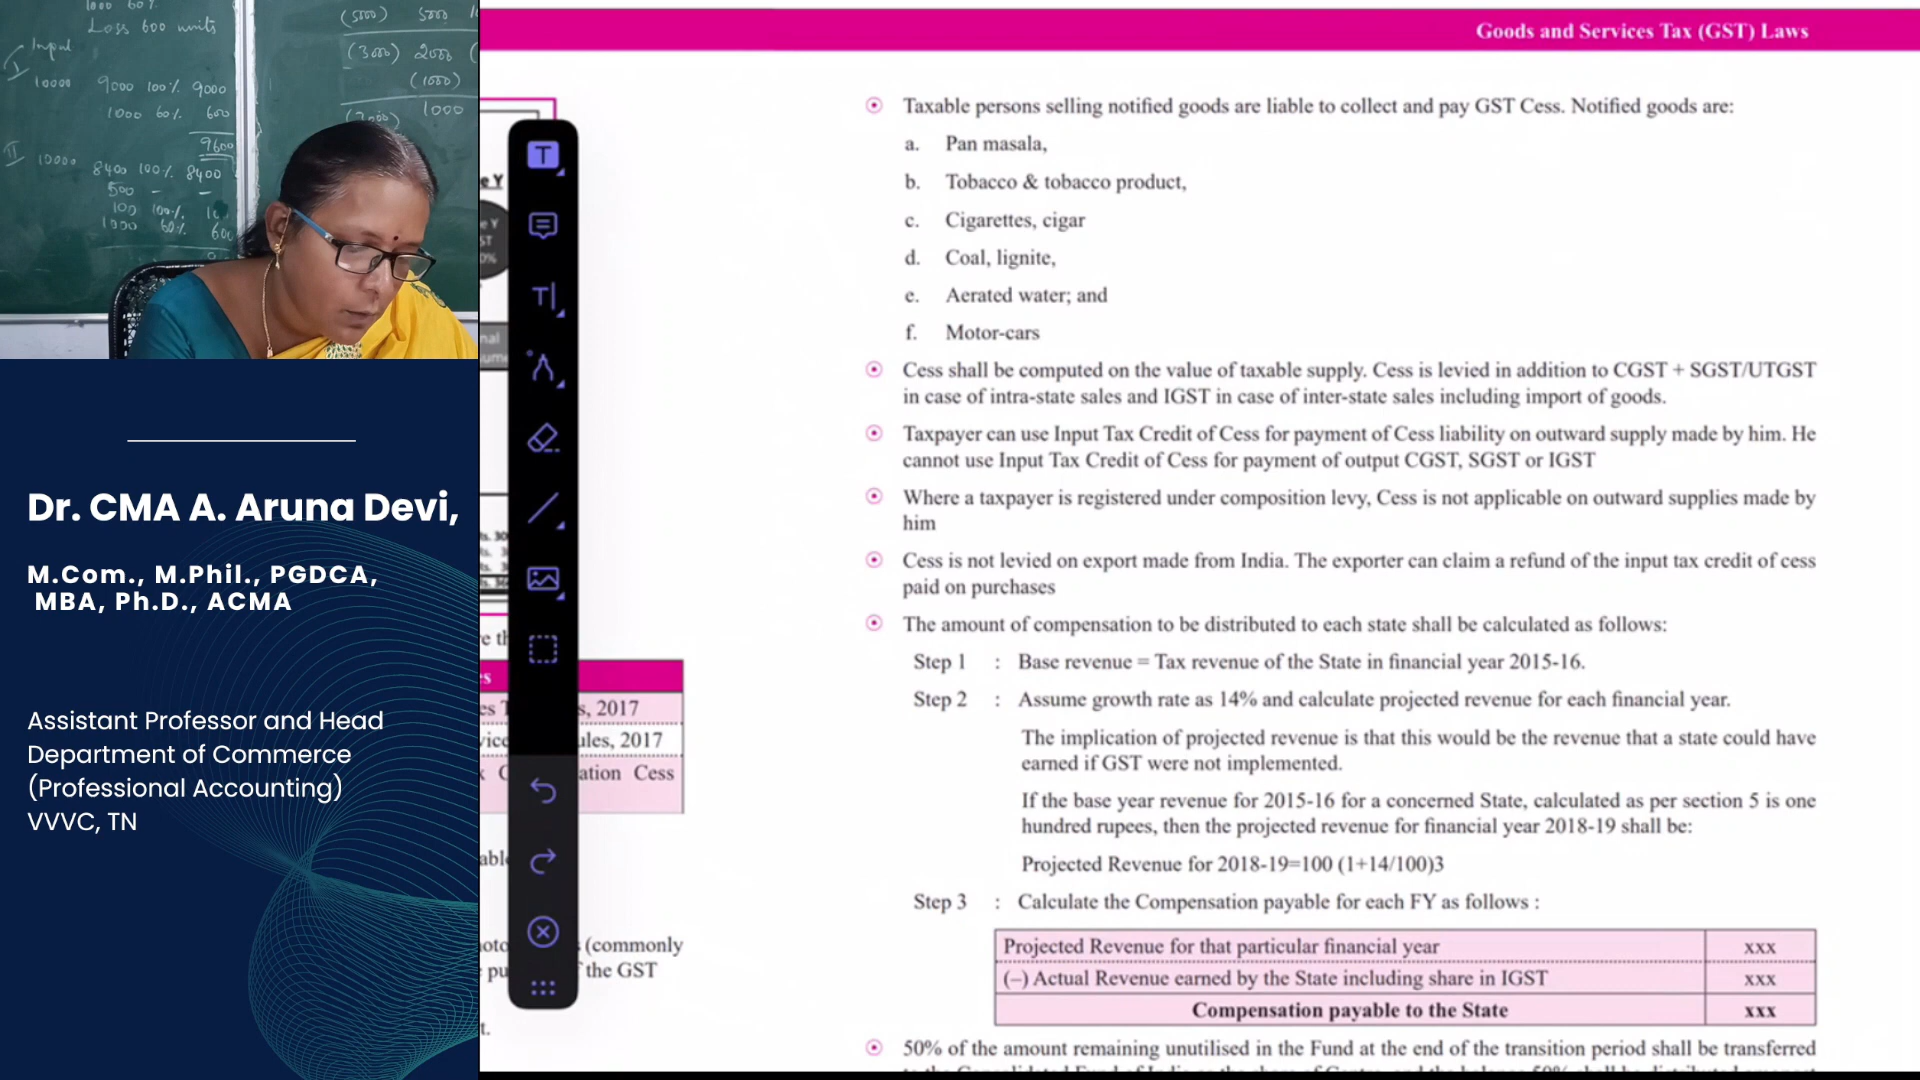 1000 60%
Loss 600 units
Input
I
10000 9000 100% 9000
1000 60% 600
9600
II 10000
8400 100% 8400
500 - -
100 100%
1000 60% 600
(5000) 5000
(3000) 2000
(1000)
1000
Dr. CMA A. Aruna Devi,
M.Com., M.Phil., PGDCA,
MBA, Ph.D., ACMA
Assistant Professor and Head
Department of Commerce
(Professional Accounting)
VVVC, TN
s, 2017
ules, 2017
ation Cess
(commonly
the GST
T
T
Goods and Services Tax (GST) Laws
Taxable persons selling notified goods are liable to collect and pay GST Cess. Notified goods are:
a. Pan masala,
b. Tobacco & tobacco product,
c. Cigarettes, cigar
d. Coal, lignite,
e. Aerated water; and
f. Motor-cars
Cess shall be computed on the value of taxable supply. Cess is levied in addition to CGST + SGST/UTGST
in case of intra-state sales and IGST in case of inter-state sales including import of goods.
Taxpayer can use Input Tax Credit of Cess for payment of Cess liability on outward supply made by him. He
cannot use Input Tax Credit of Cess for payment of output CGST, SGST or IGST
Where a taxpayer is registered under composition levy, Cess is not applicable on outward supplies made by
him
Cess is not levied on export made from India. The exporter can claim a refund of the input tax credit of cess
paid on purchases
The amount of compensation to be distributed to each state shall be calculated as follows:
Step 1 : Base revenue = Tax revenue of the State in financial year 2015-16.
Step 2 : Assume growth rate as 14% and calculate projected revenue for each financial year.
The implication of projected revenue is that this would be the revenue that a state could have
earned if GST were not implemented.
If the base year revenue for 2015-16 for a concerned State, calculated as per section 5 is one
hundred rupees, then the projected revenue for financial year 2018-19 shall be:
Projected Revenue for 2018-19=100 (1+14/100)3
Step 3 : Calculate the Compensation payable for each FY as follows :
Projected Revenue for that particular financial year xxx
(–) Actual Revenue earned by the State including share in IGST xxx
Compensation payable to the State xxx
50% of the amount remaining unutilised in the Fund at the end of the transition period shall be transferred